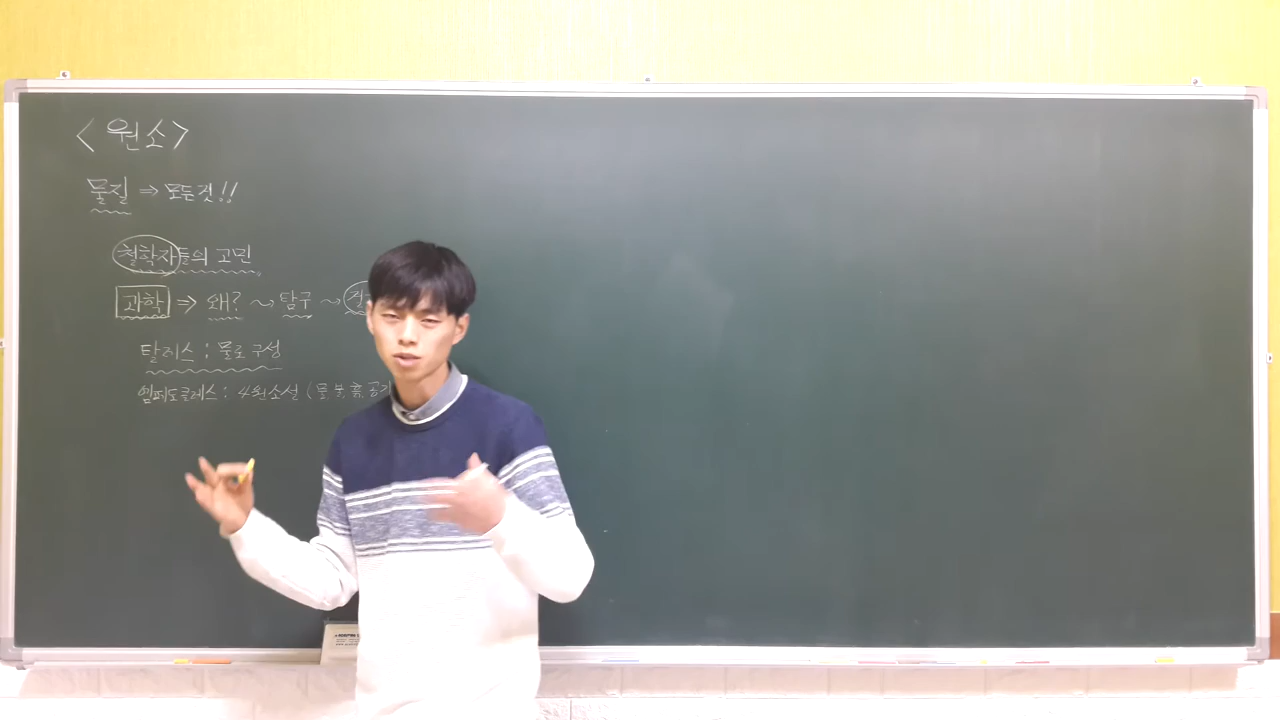 < 원소 >
물질 ⇒ 모든것!!
철학자들의 고민
과학 ⇒ 왜? ~> 탐구 ~>
탈레스 : 물로 구성
엠페도클레스 : 4원소설 ( 물, 불, 흙, 공기